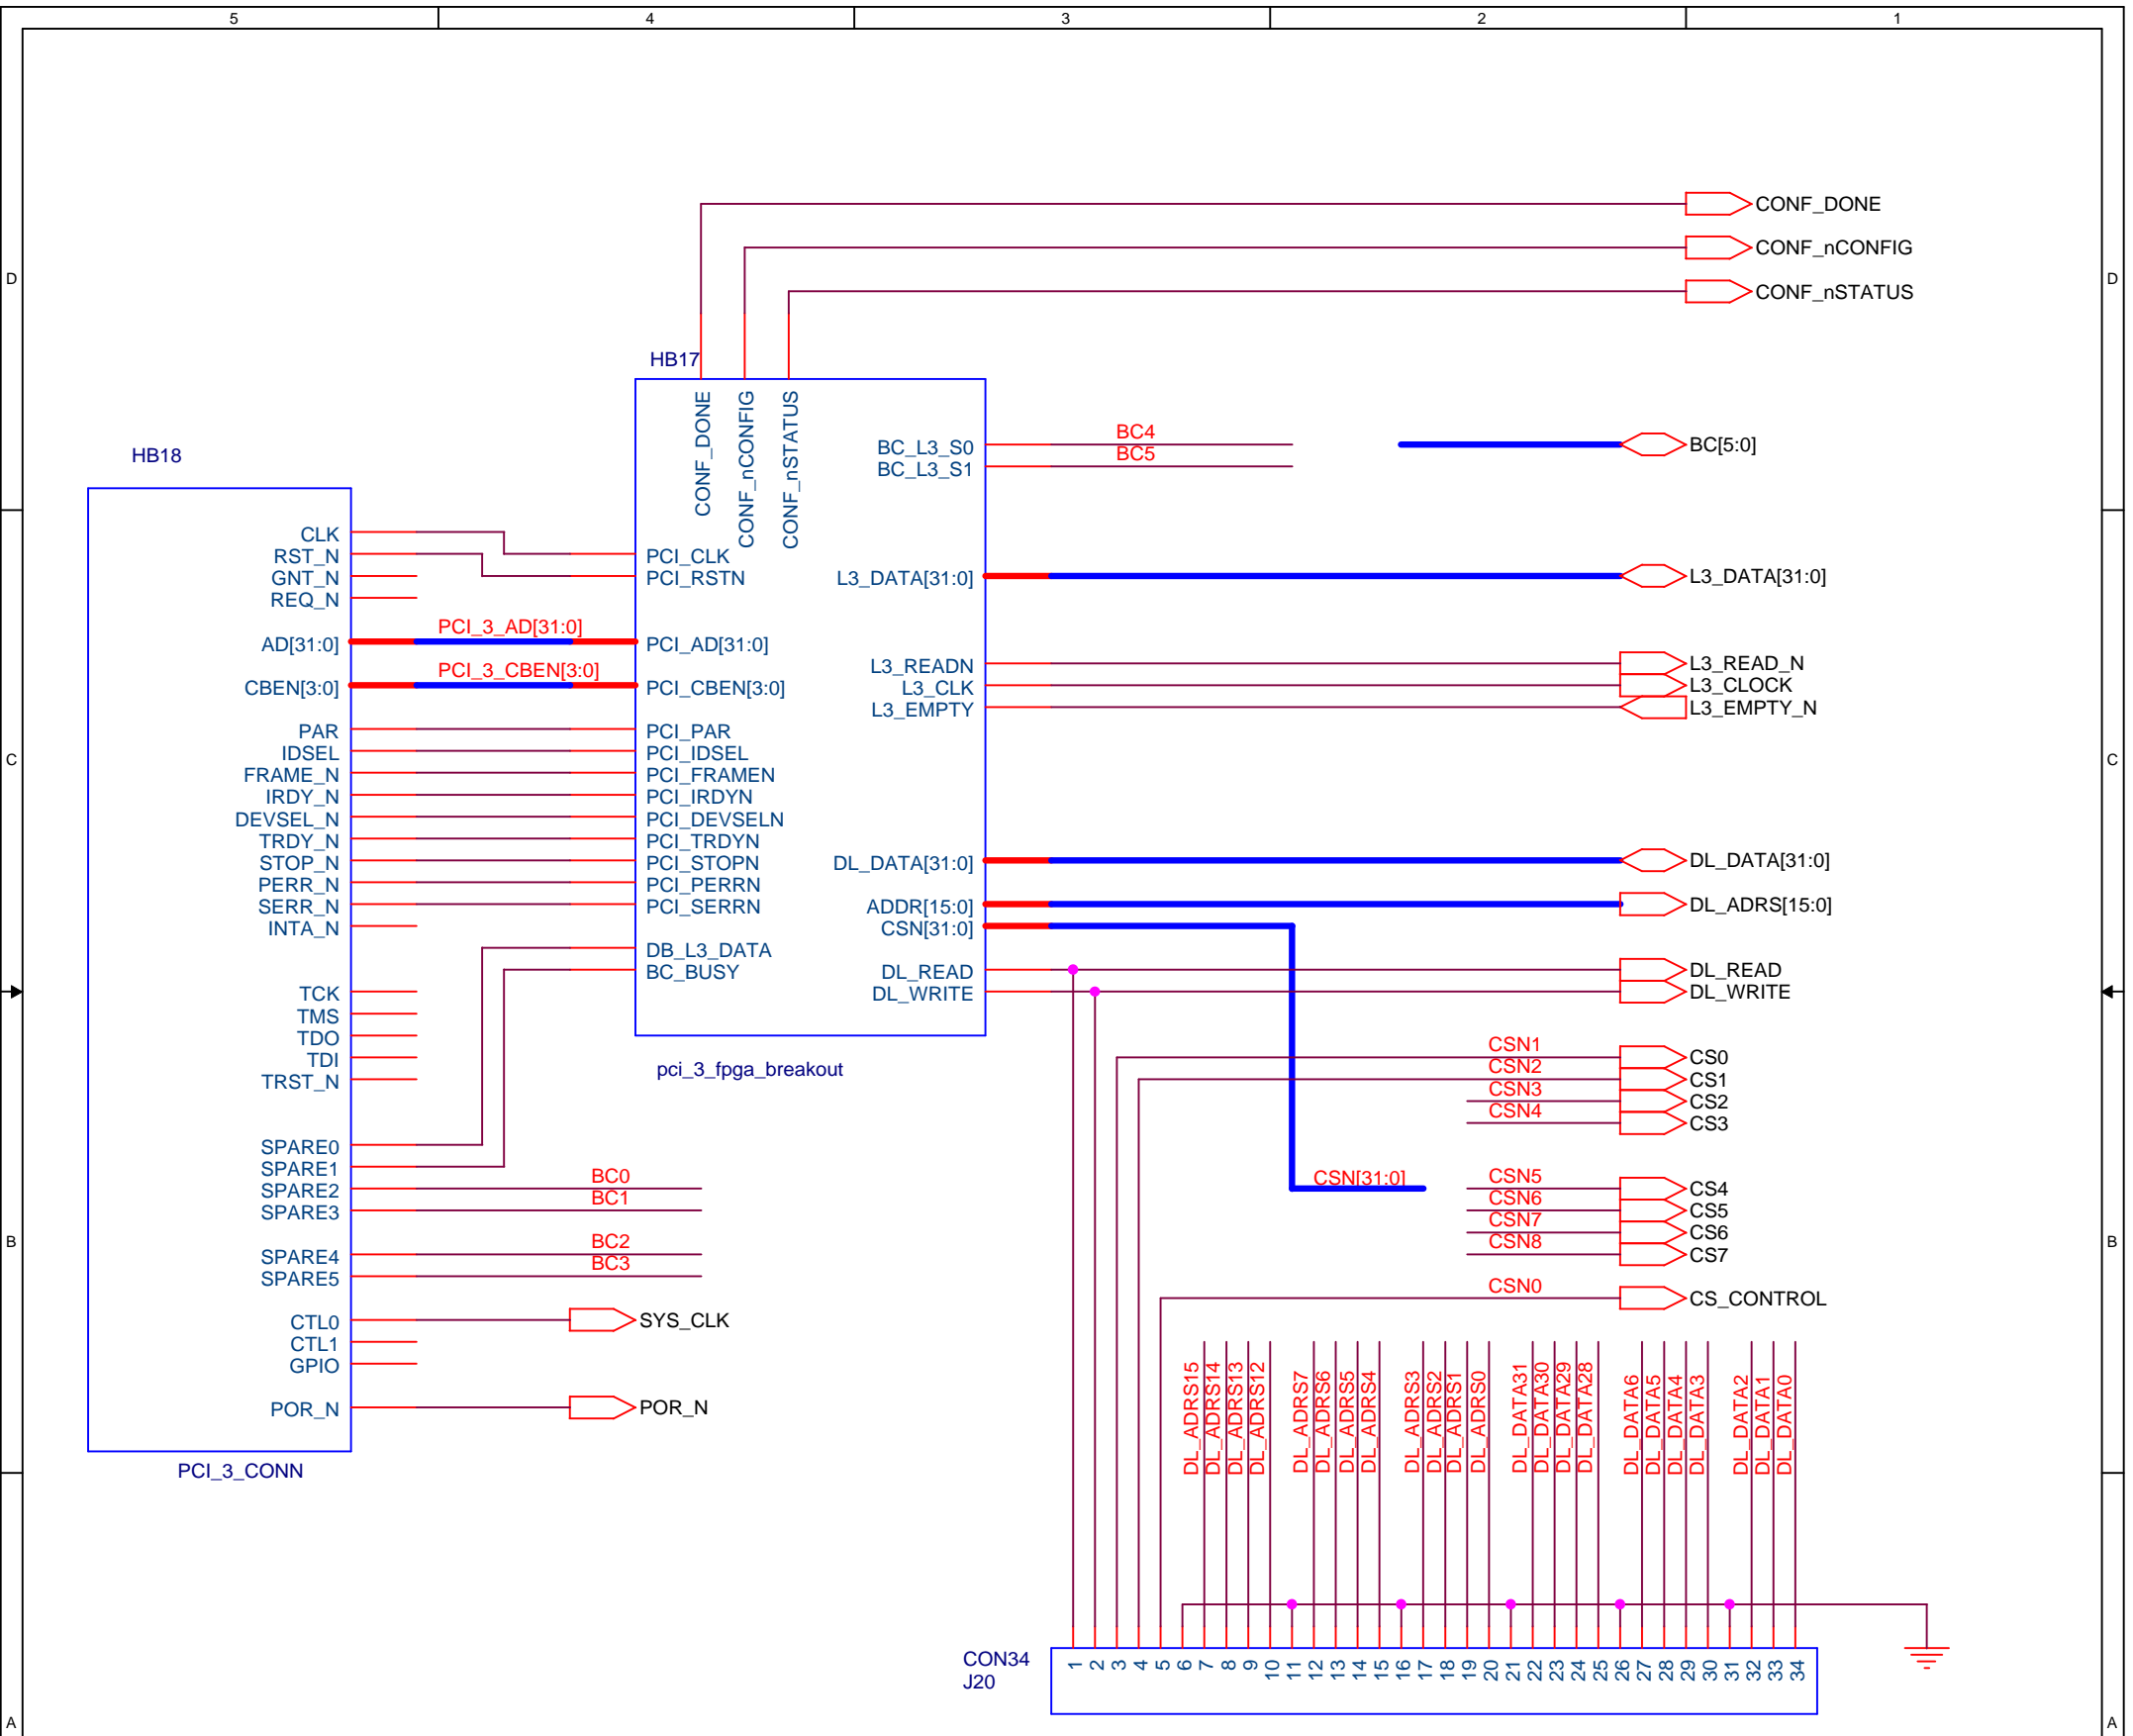 5 4 3 2 1
D D
C C
B B
A A
CONF_DONE
CONF_nCONFIG
CONF_nSTATUS
HB17
CONF_DONE
CONF_nCONFIG
CONF_nSTATUS
BC_L3_S0 BC4
BC_L3_S1 BC5
BC[5:0]
HB18
CLK
RST_N
GNT_N
REQ_N
AD[31:0]
CBEN[3:0]
PAR
IDSEL
FRAME_N
IRDY_N
DEVSEL_N
TRDY_N
STOP_N
PERR_N
SERR_N
INTA_N
TCK
TMS
TDO
TDI
TRST_N
SPARE0
SPARE1
SPARE2
SPARE3
SPARE4
SPARE5
CTL0
CTL1
GPIO
POR_N
PCI_3_CONN
PCI_3_AD[31:0]
PCI_3_CBEN[3:0]
BC0
BC1
BC2
BC3
SYS_CLK
POR_N
PCI_CLK
PCI_RSTN
PCI_AD[31:0]
PCI_CBEN[3:0]
PCI_PAR
PCI_IDSEL
PCI_FRAMEN
PCI_IRDYN
PCI_DEVSELN
PCI_TRDYN
PCI_STOPN
PCI_PERRN
PCI_SERRN
DB_L3_DATA
BC_BUSY
L3_DATA[31:0]
L3_READN
L3_CLK
L3_EMPTY
DL_DATA[31:0]
ADDR[15:0]
CSN[31:0]
DL_READ
DL_WRITE
pci_3_fpga_breakout
L3_DATA[31:0]
L3_READ_N
L3_CLOCK
L3_EMPTY_N
DL_DATA[31:0]
DL_ADRS[15:0]
DL_READ
DL_WRITE
CSN1 CS0
CSN2 CS1
CSN3 CS2
CSN4 CS3
CSN[31:0]
CSN5 CS4
CSN6 CS5
CSN7 CS6
CSN8 CS7
CSN0 CS_CONTROL
DL_ADRS15
DL_ADRS14
DL_ADRS13
DL_ADRS12
DL_ADRS7
DL_ADRS6
DL_ADRS5
DL_ADRS4
DL_ADRS3
DL_ADRS2
DL_ADRS1
DL_ADRS0
DL_DATA31
DL_DATA30
DL_DATA29
DL_DATA28
DL_DATA6
DL_DATA5
DL_DATA4
DL_DATA3
DL_DATA2
DL_DATA1
DL_DATA0
CON34
J20
1 2 3 4 5 6 7 8 9 10 11 12 13 14 15 16 17 18 19 20 21 22 23 24 25 26 27 28 29 30 31 32 33 34